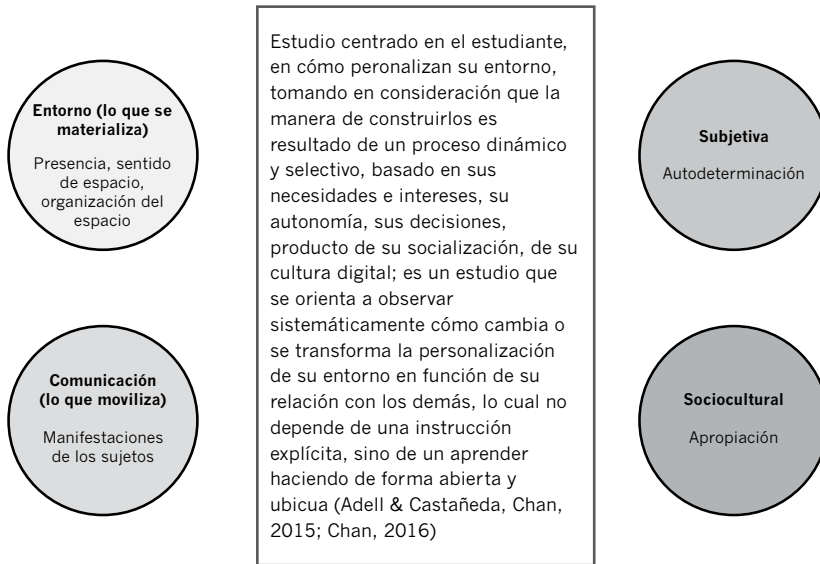 Entorno (lo que se
materializa)
Presencia, sentido
de espacio,
organización del
espacio
Comunicación
(lo que moviliza)
Manifestaciones
de los sujetos
Estudio centrado en el estudiante,
en cómo peronalizan su entorno,
tomando en consideración que la
manera de construirlos es
resultado de un proceso dinámico
y selectivo, basado en sus
necesidades e intereses, su
autonomía, sus decisiones,
producto de su socialización, de su
cultura digital; es un estudio que
se orienta a observar
sistemáticamente cómo cambia o
se transforma la personalización
de su entorno en función de su
relación con los demás, lo cual no
depende de una instrucción
explícita, sino de un aprender
haciendo de forma abierta y
ubicua (Adell & Castañeda, Chan,
2015; Chan, 2016)
Subjetiva
Autodeterminación
Sociocultural
Apropiación